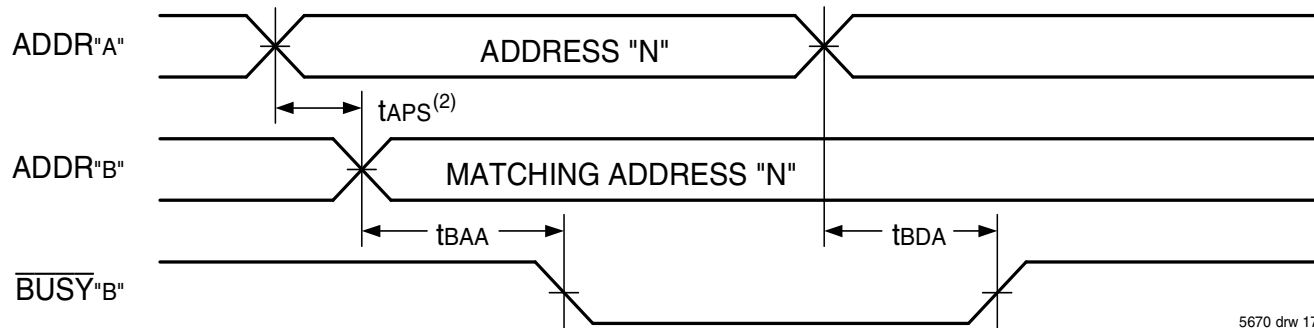 ADDR"A" ADDRESS "N"
tAPS(2)
ADDR"B" MATCHING ADDRESS "N"
tBAA tBDA
BUSY"B"
5670 drw 17